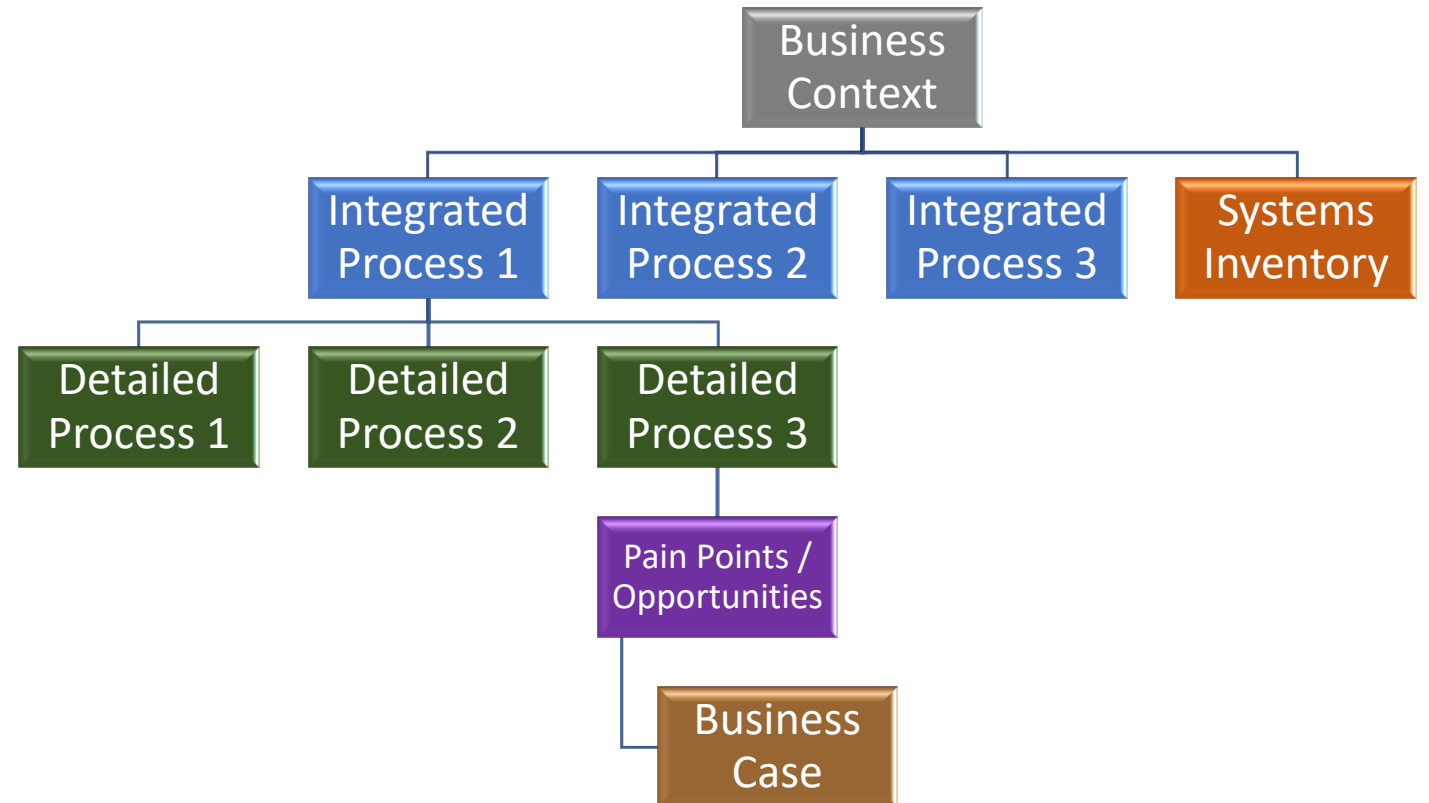 Business
Context
Integrated
Process 1
Integrated
Process 2
Integrated
Process 3
Systems
Inventory
Detailed
Process 1
Detailed
Process 2
Detailed
Process 3
Pain Points /
Opportunities
Business
Case